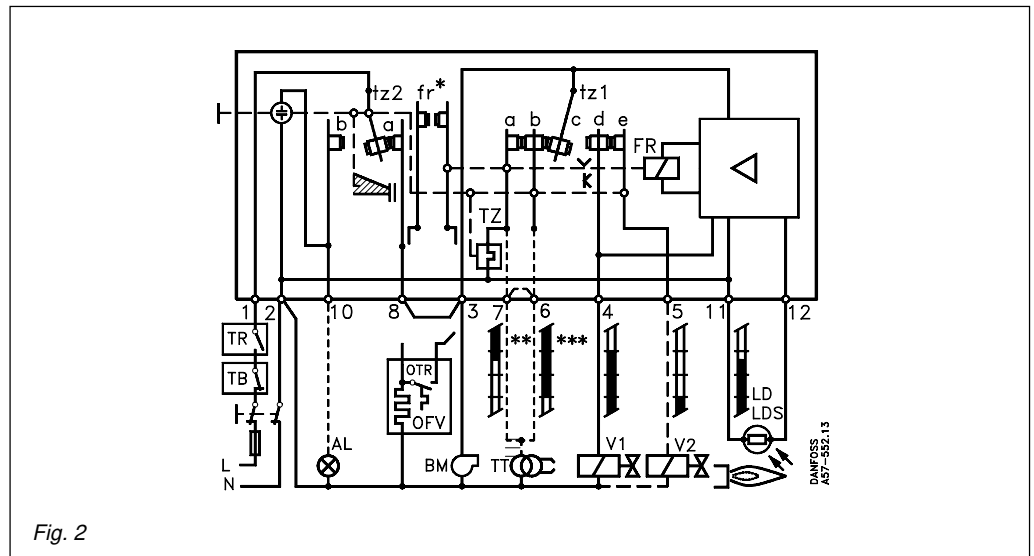 tz2 fr* tz1
b a a b c d e
FR
TZ
1 2 10 8 3 7 6 4 5 11 12
TR
** ***
TB
OTR
OFV
LD
LDS
AL
BM
TT
V1 V2
L
N
DANFOSS
A57-552.13
Fig. 2